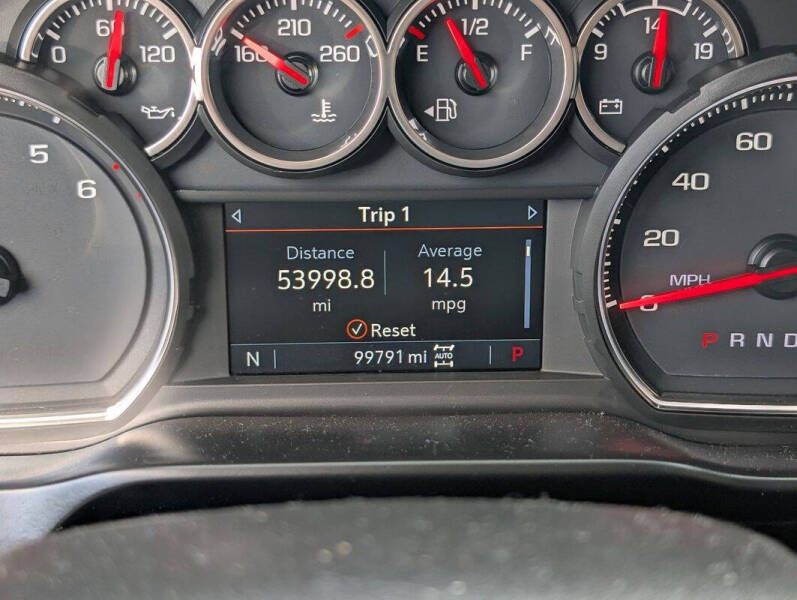 0 60 120
160 210 260
E 1/2 F
9 14 19
5
6
Trip 1
Distance Average
53998.8 14.5
mi mpg
Reset
N 99791 mi AUTO P
60
40
20
MPH
0
P R N D